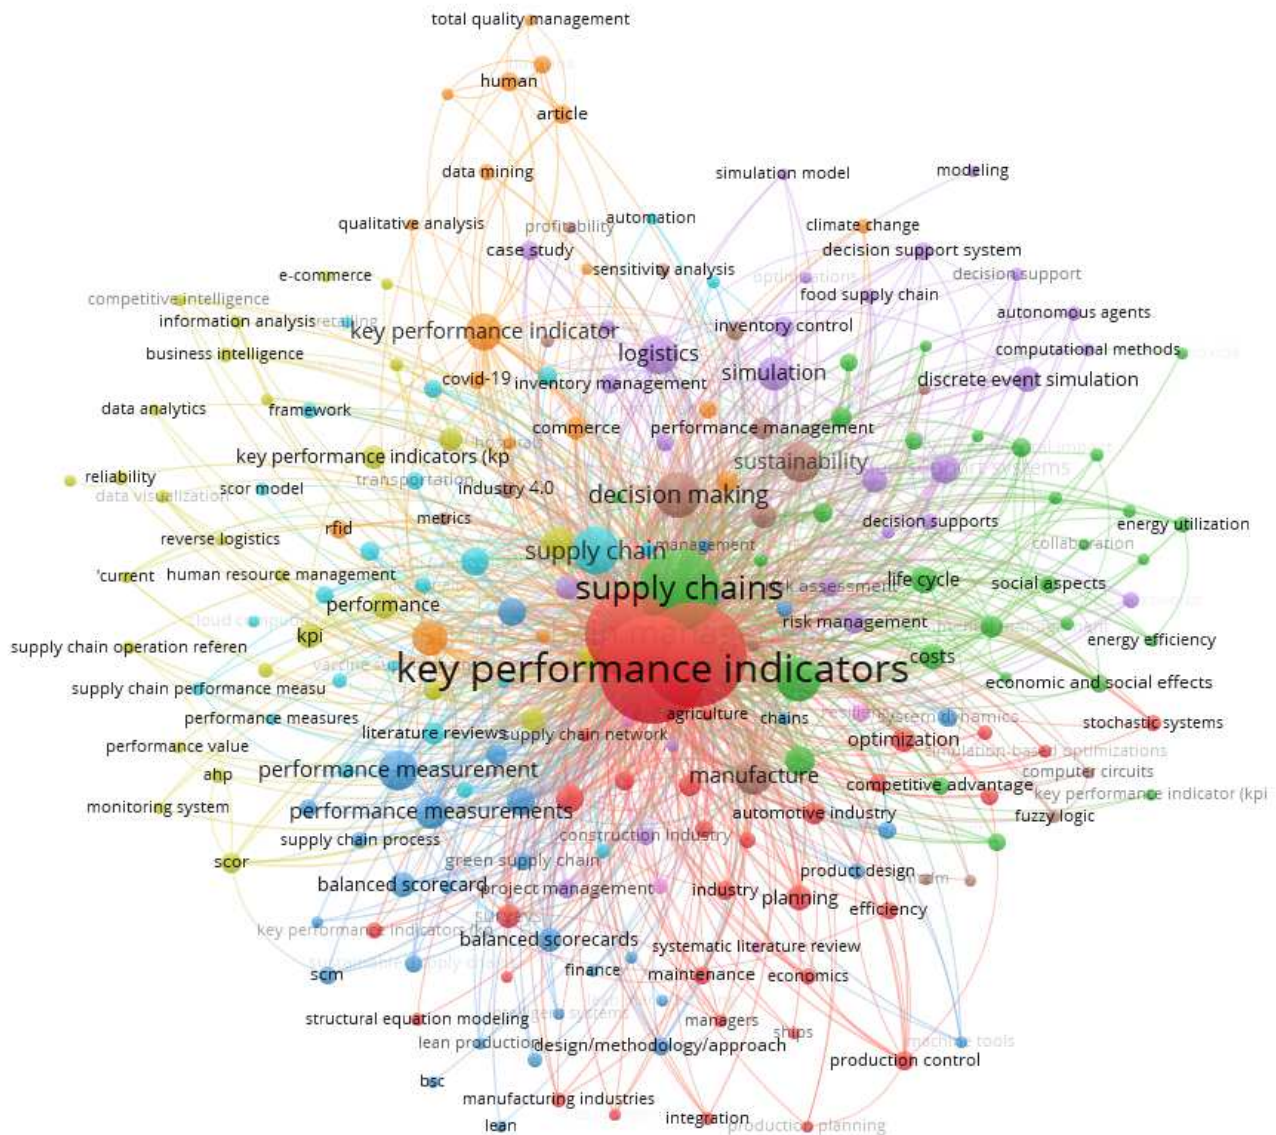 total quality management
human
article
data mining
simulation model
modeling
qualitative analysis
profitability
automation
climate change
case study
decision support system
e-commerce
sensitivity analysis
optimizations
decision support
competitive intelligence
food supply chain
information analysis
retailing
key performance indicator
inventory control
autonomous agents
business intelligence
logistics
computational methods
simulation
covid-19
inventory management
discrete event simulation
data analytics
framework
commerce
performance management
key performance indicators (kp
sustainability
reliability
transportation
data visualization
scor model
industry 4.0
decision making
metrics
decision supports
energy utilization
rfid
reverse logistics
supply chain
management
collaboration
'current
human resource management
supply chains
risk assessment
life cycle
social aspects
performance
risk management
kpi
energy efficiency
supply chain operation referen
costs
key performance indicators
supply chain performance measu
economic and social effects
agriculture
chains
system dynamics
performance measures
stochastic systems
literature reviews
supply chain network
optimization
performance value
simulation based optimizations
ahp
performance measurement
manufacture
computer circuits
competitive advantage
key performance indicator (kpi
monitoring system
performance measurements
automotive industry
fuzzy logic
supply chain process
construction industry
scor
green supply chain
product design
balanced scorecard
project management
industry
planning
efficiency
surveys
key performance indicators (kp
balanced scorecards
systematic literature review
scm
finance
maintenance
economics
structural equation modeling
managers
ships
lean production
design/methodology/approach
machine tools
production control
bsc
manufacturing industries
lean
integration
production planning